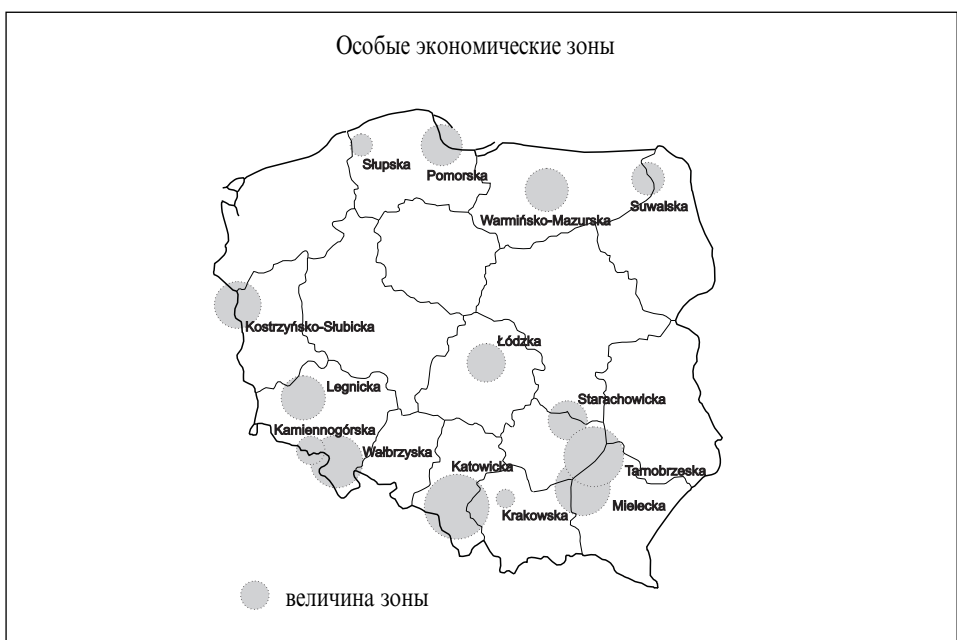 Особые экономические зоны
Słupska
Pomorska
Warmińsko-Mazurska
Suwalska
Kostrzyńsko-Słubicka
Łódzka
Legnicka
Starachowicka
Kamiennogórska
Wałbrzyska
Katowicka
Tarnobrzeska
Krakowska
Mielecka
величина зоны